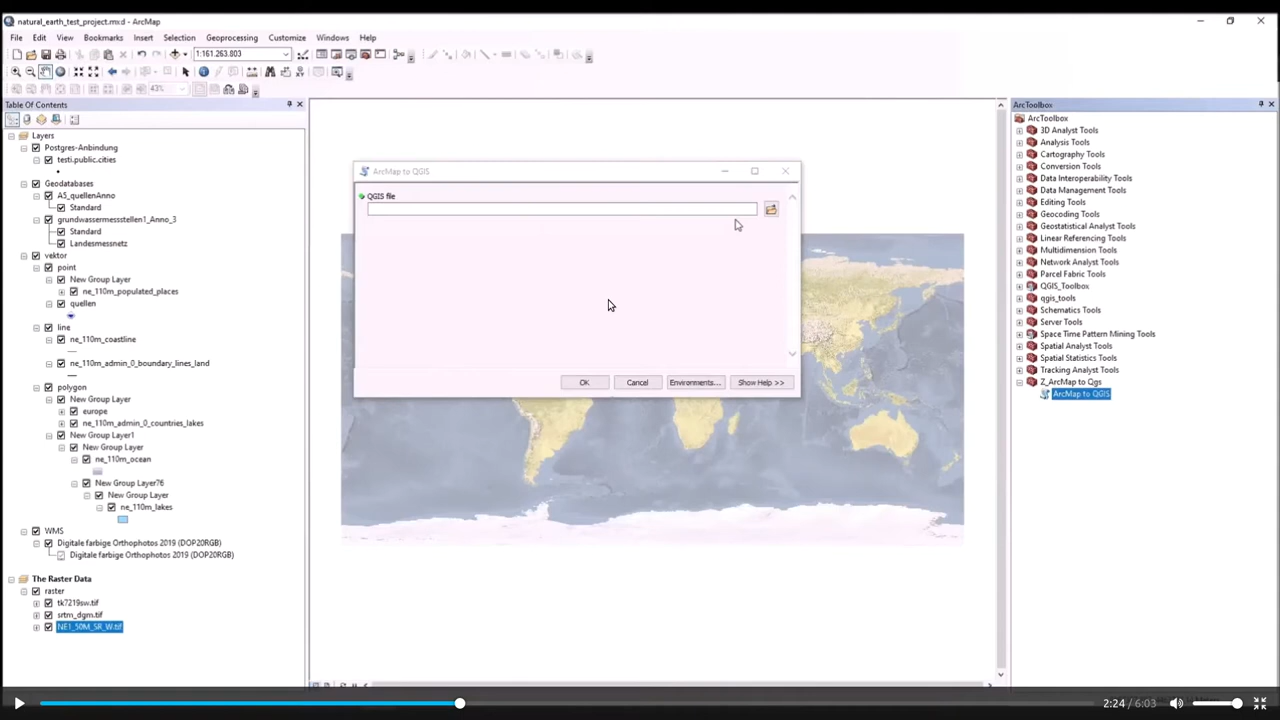 natural_earth_test_project.mxd - ArcMap
File Edit View Bookmarks Insert Selection Geoprocessing Customize Windows Help
1:161.263.803
43%
Table Of Contents
Layers
Postgres-Anbindung
testi.public.cities
Geodatabases
A5_quellenAnno
Standard
grundwassermessstellen1_Anno_3
Standard
Landesmessnetz
vektor
point
New Group Layer
ne_110m_populated_places
quellen
line
ne_110m_coastline
ne_110m_admin_0_boundary_lines_land
polygon
New Group Layer
europe
ne_110m_admin_0_countries_lakes
New Group Layer1
New Group Layer
ne_110m_ocean
New Group Layer76
New Group Layer
ne_110m_lakes
WMS
Digitale farbige Orthophotos 2019 (DOP20RGB)
Digitale farbige Orthophotos 2019 (DOP20RGB)
The Raster Data
raster
tk7219sw.tif
srtm_dgm.tif
NE1_50M_SR_W.tif
ArcMap to QGIS
QGIS file
OK Cancel Environments... Show Help >>
ArcToolbox
ArcToolbox
3D Analyst Tools
Analysis Tools
Cartography Tools
Conversion Tools
Data Interoperability Tools
Data Management Tools
Editing Tools
Geocoding Tools
Geostatistical Analyst Tools
Linear Referencing Tools
Multidimension Tools
Network Analyst Tools
Parcel Fabric Tools
QGIS_Toolbox
qgis_tools
Schematics Tools
Server Tools
Space Time Pattern Mining Tools
Spatial Analyst Tools
Spatial Statistics Tools
Tracking Analyst Tools
Z_ArcMap to Qgs
ArcMap to QGIS
2:24 / 6:03